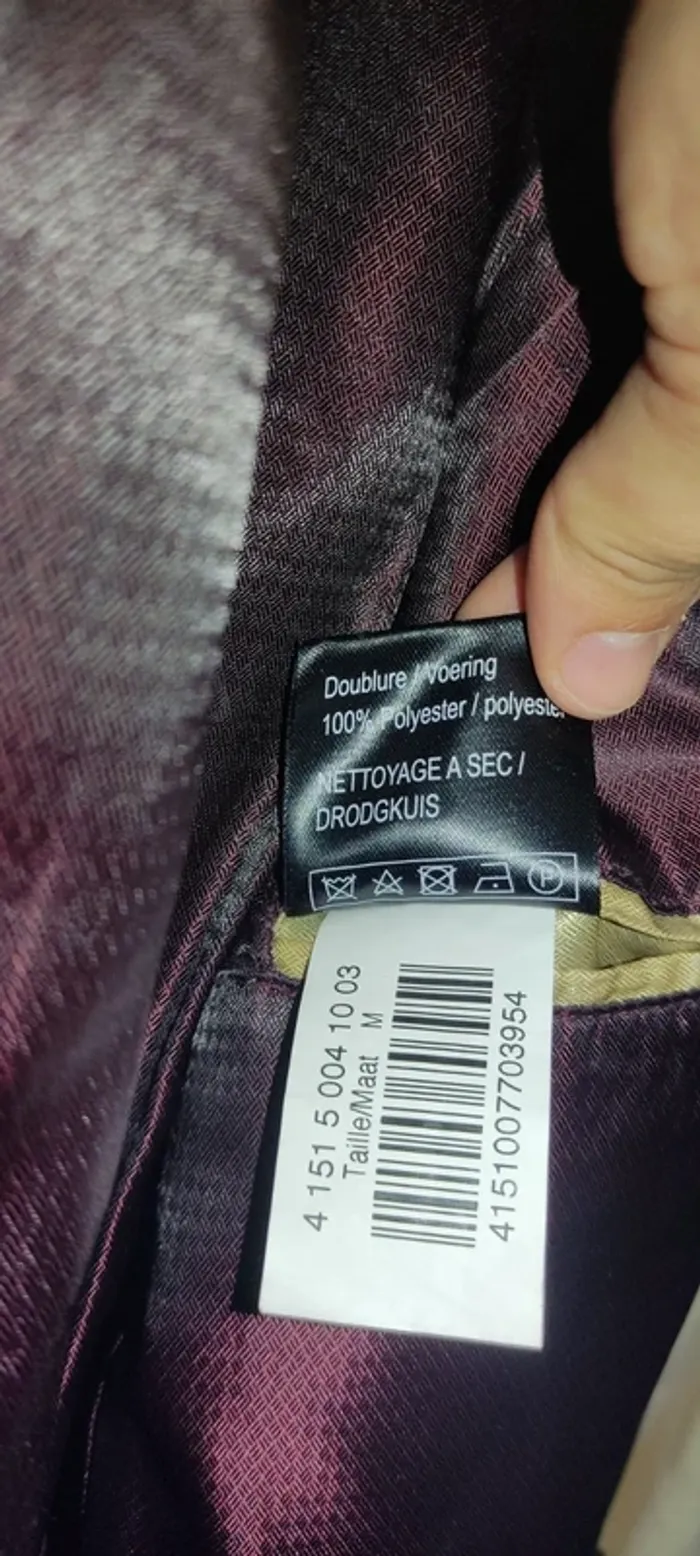 Doublure / Voering
100% Polyester / polyester
NETTOYAGE A SEC /
DRODGKUIS
P
4 151 5 004 10 03
Taille/Maat M
4151007703954